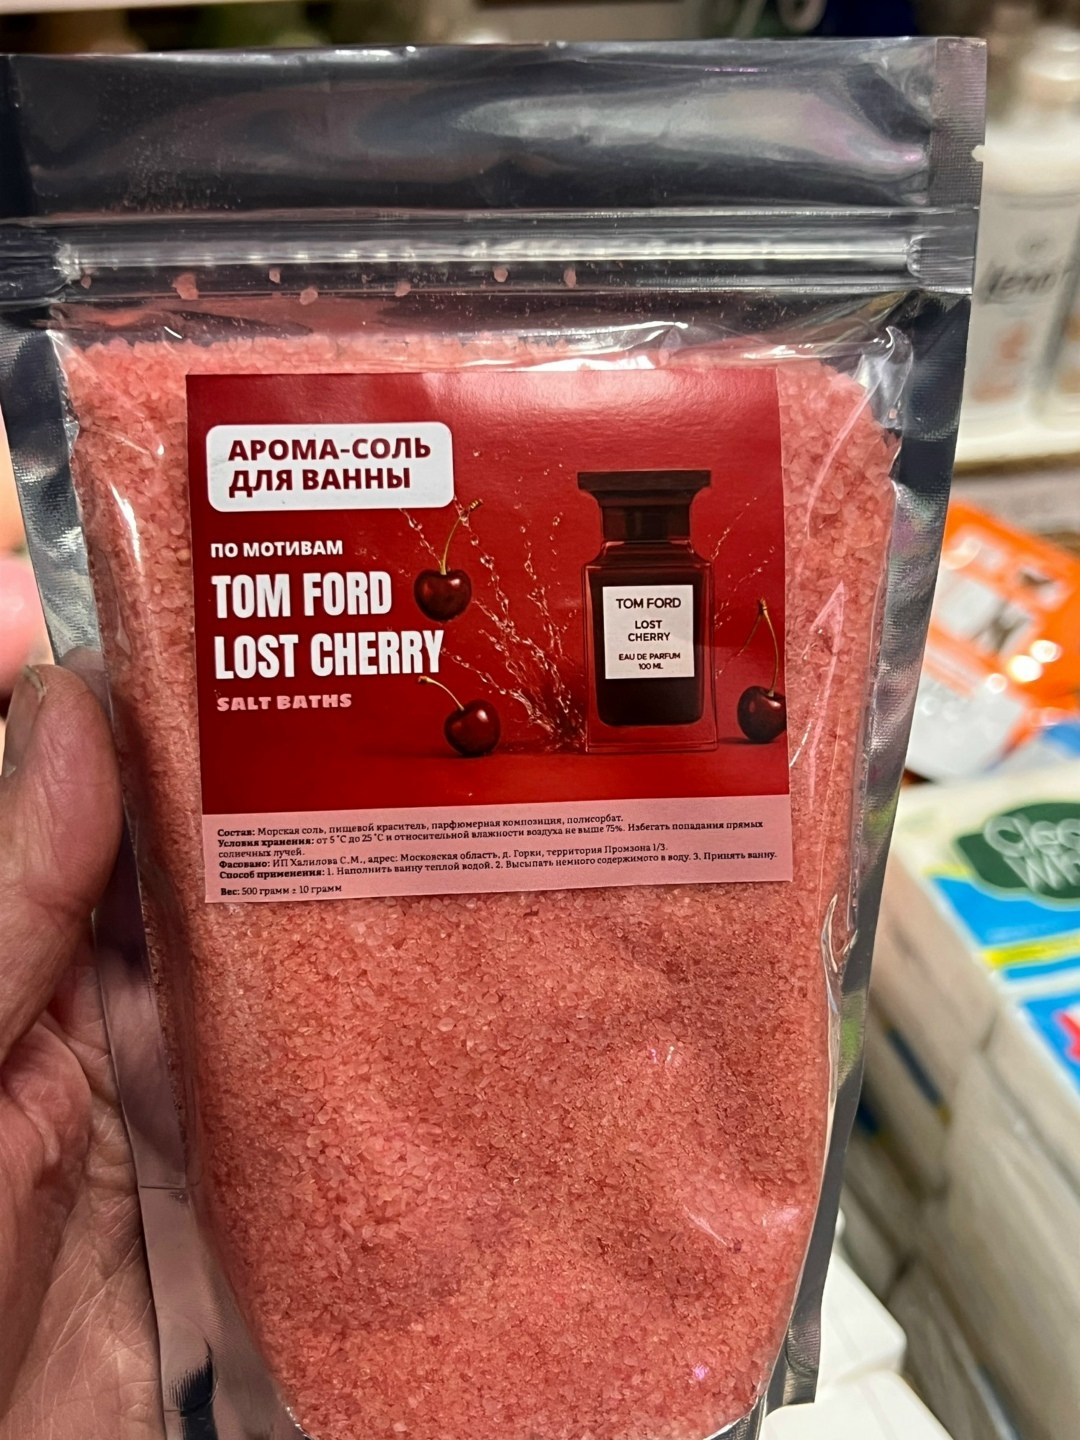 АРОМА-СОЛЬ
ДЛЯ ВАННЫ
ПО МОТИВАМ
TOM FORD
LOST CHERRY
SALT BATHS
TOM FORD
LOST
CHERRY
EAU DE PARFUM
100 ML
Состав: Морская соль, пищевой краситель, парфюмерная композиция, полисорбат.
Условия хранения: от 5˚С до 25˚С и относительной влажности воздуха не выше 75%. Избегать попадания прямых
солнечных лучей.
Фасовано: ИП Халилова С.М., адрес: Московская область, д. Горки, территория Промзона 1/3.
Способ применения: 1. Наполнить ванну теплой водой. 2. Высыпать немного содержимого в воду. 3. Принять ванну.
Вес: 500 грамм ± 10 грамм